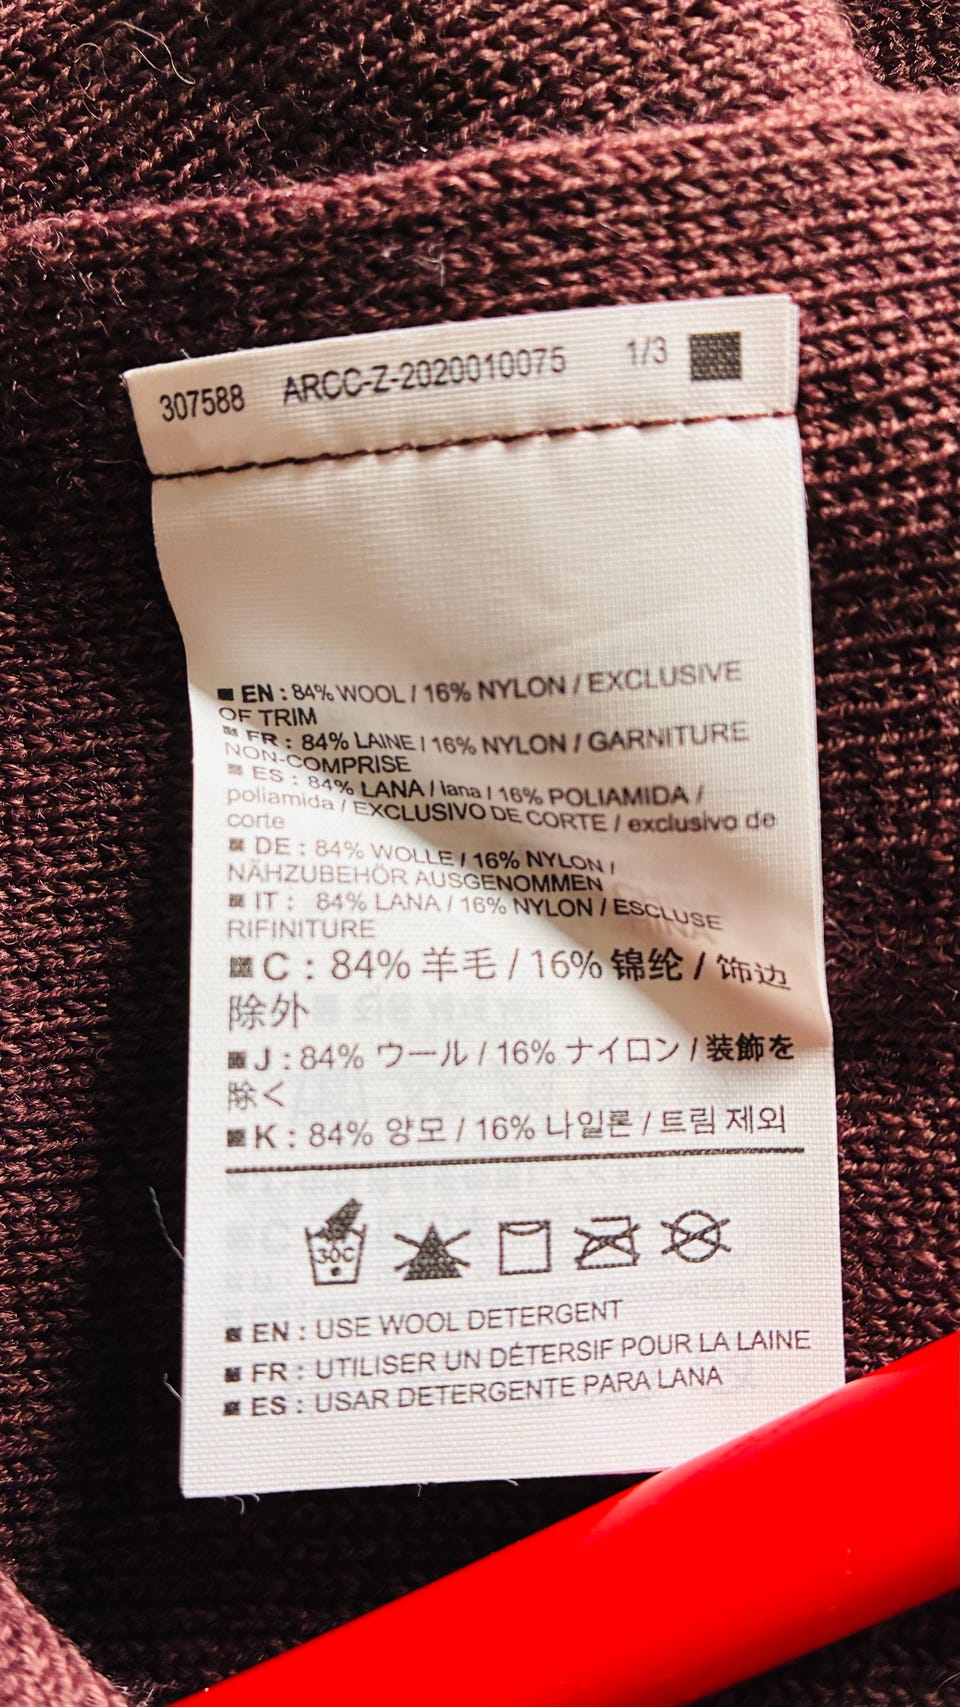 307588 ARCC-Z-2020010075 1/3
EN : 84% WOOL / 16% NYLON / EXCLUSIVE
OF TRIM
FR : 84% LAINE / 16% NYLON / GARNITURE
NON-COMPRISE
ES : 84% LANA / lana / 16% POLIAMIDA /
poliamida / EXCLUSIVO DE CORTE / exclusivo de
corte
DE : 84% WOLLE / 16% NYLON /
NÄHZUBEHÖR AUSGENOMMEN
IT : 84% LANA / 16% NYLON / ESCLUSE
RIFINITURE
C : 84% 羊毛 / 16% 锦纶 / 饰边
除外
J : 84% ウール / 16% ナイロン / 装飾を
除く
K : 84% 양모 / 16% 나일론 / 트림 제외
30C
EN : USE WOOL DETERGENT
FR : UTILISER UN DÉTERSIF POUR LA LAINE
ES : USAR DETERGENTE PARA LANA